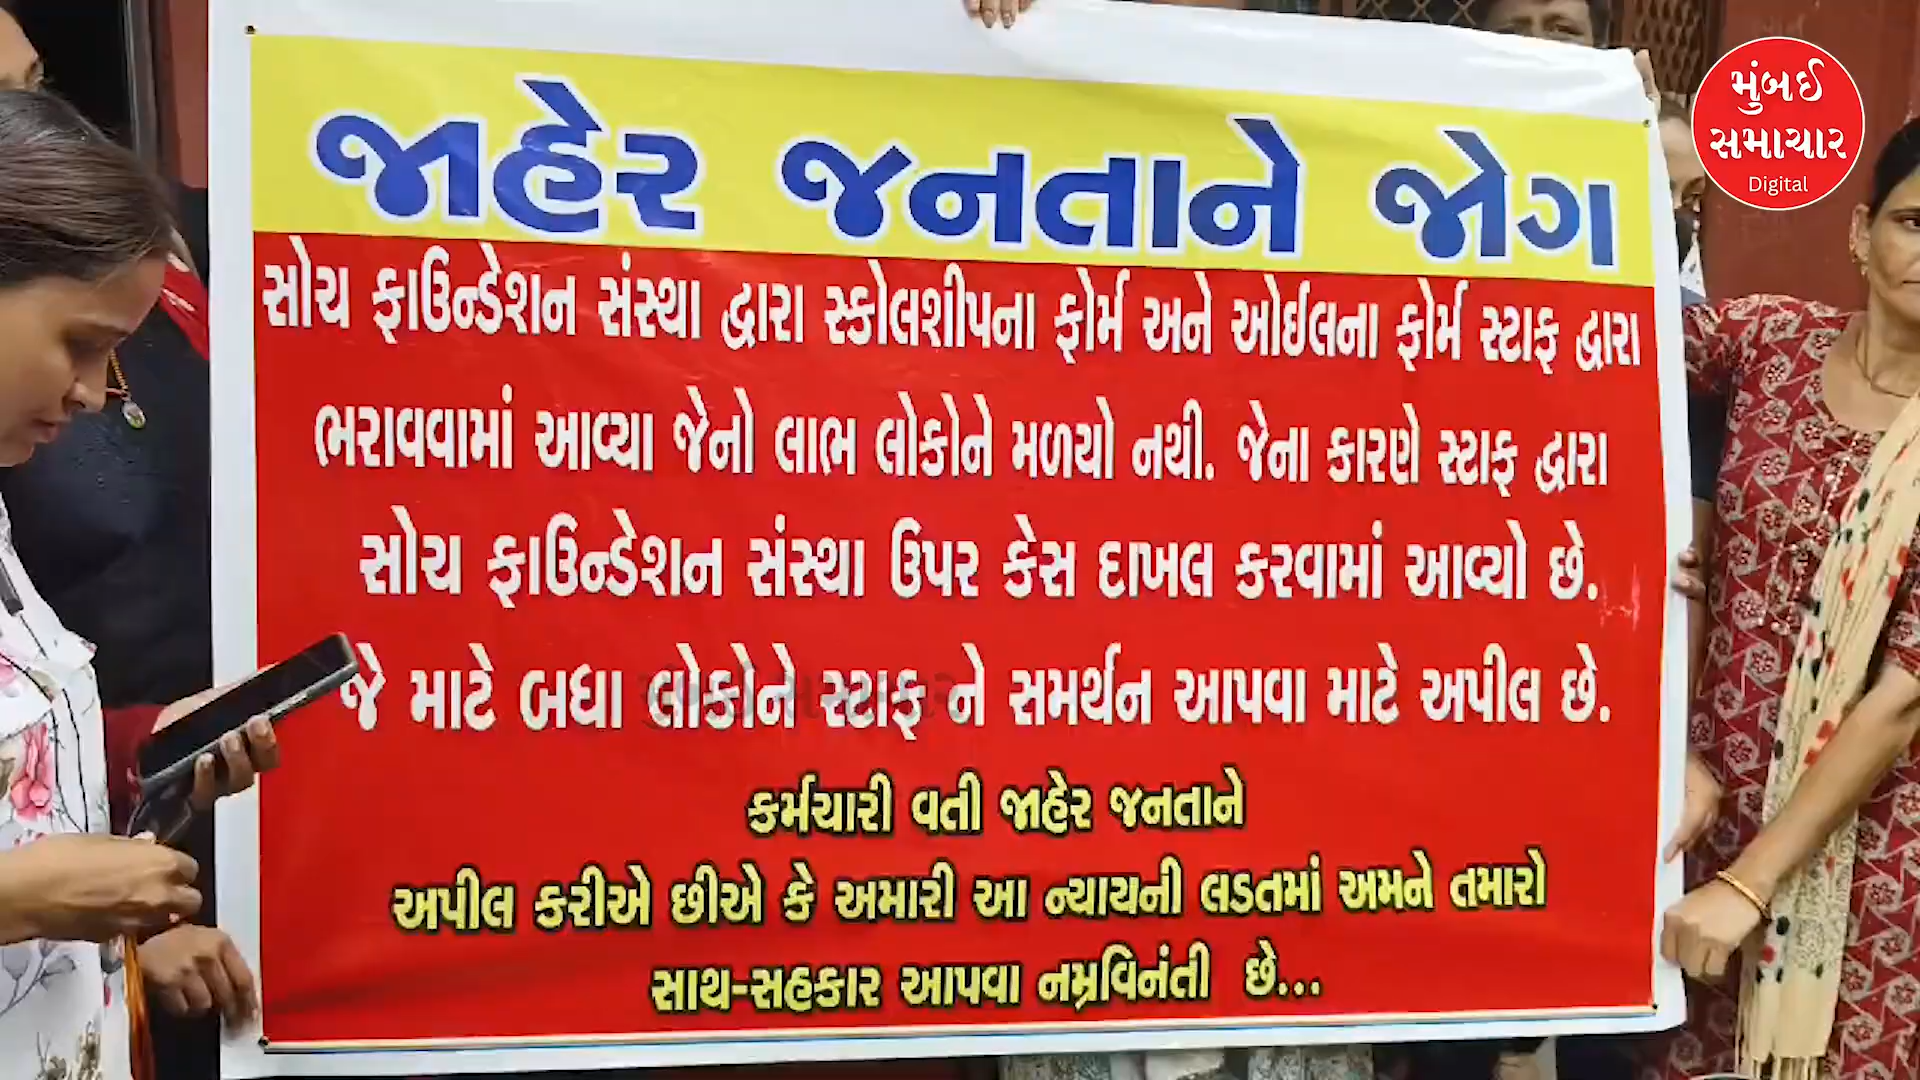 જાહેર જનતાને જોગ
સોચ ફાઉન્ડેશન સંસ્થા દ્વારા સ્કોલશીપના ફોર્મ અને ઓઈલના ફોર્મ સ્ટાફ દ્વારા
ભરાવવામાં આવ્યા જેનો લાભ લોકોને મળયો નથી. જેના કારણે સ્ટાફ દ્વારા
સોચ ફાઉન્ડેશન સંસ્થા ઉપર કેસ દાખલ કરવામાં આવ્યો છે.
જે માટે બધા લોકોને સ્ટાફ ને સમર્થન આપવા માટે અપીલ છે.
કર્મચારી વતી જાહેર જનતાને
અપીલ કરીએ છીએ કે અમારી આ ન્યાયની લડતમાં અમને તમારો
સાથ-સહકાર આપવા નમ્રવિનંતી છે...
મુંબઈ
સમાચાર
Digital